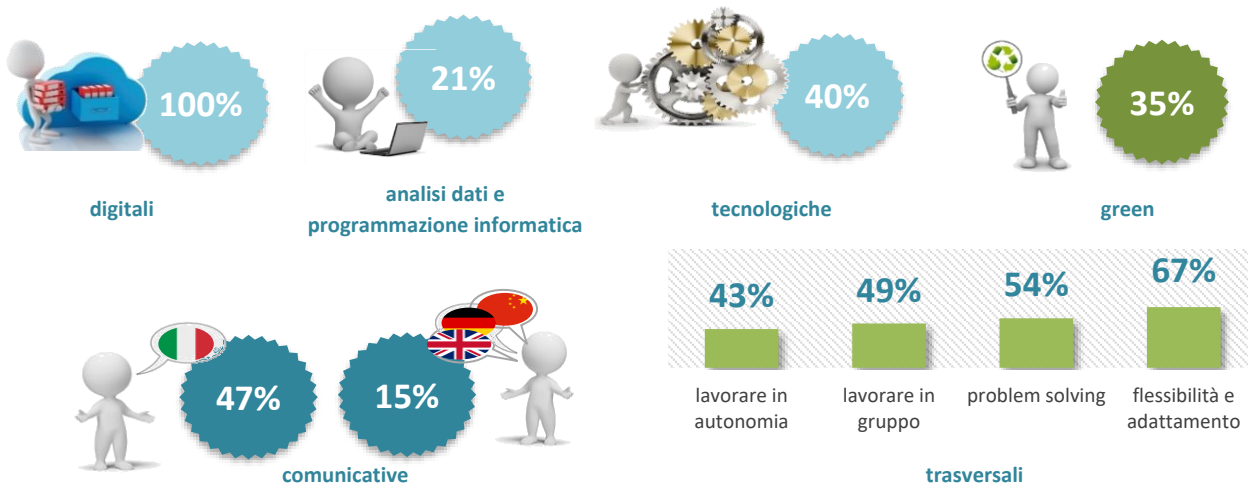 100%
21%
40%
35%
digitali
analisi dati e
programmazione informatica
tecnologiche
green
47%
15%
comunicative
43%
49%
54%
67%
lavorare in
autonomia
lavorare in
gruppo
problem solving
flessibilità e
adattamento
trasversali